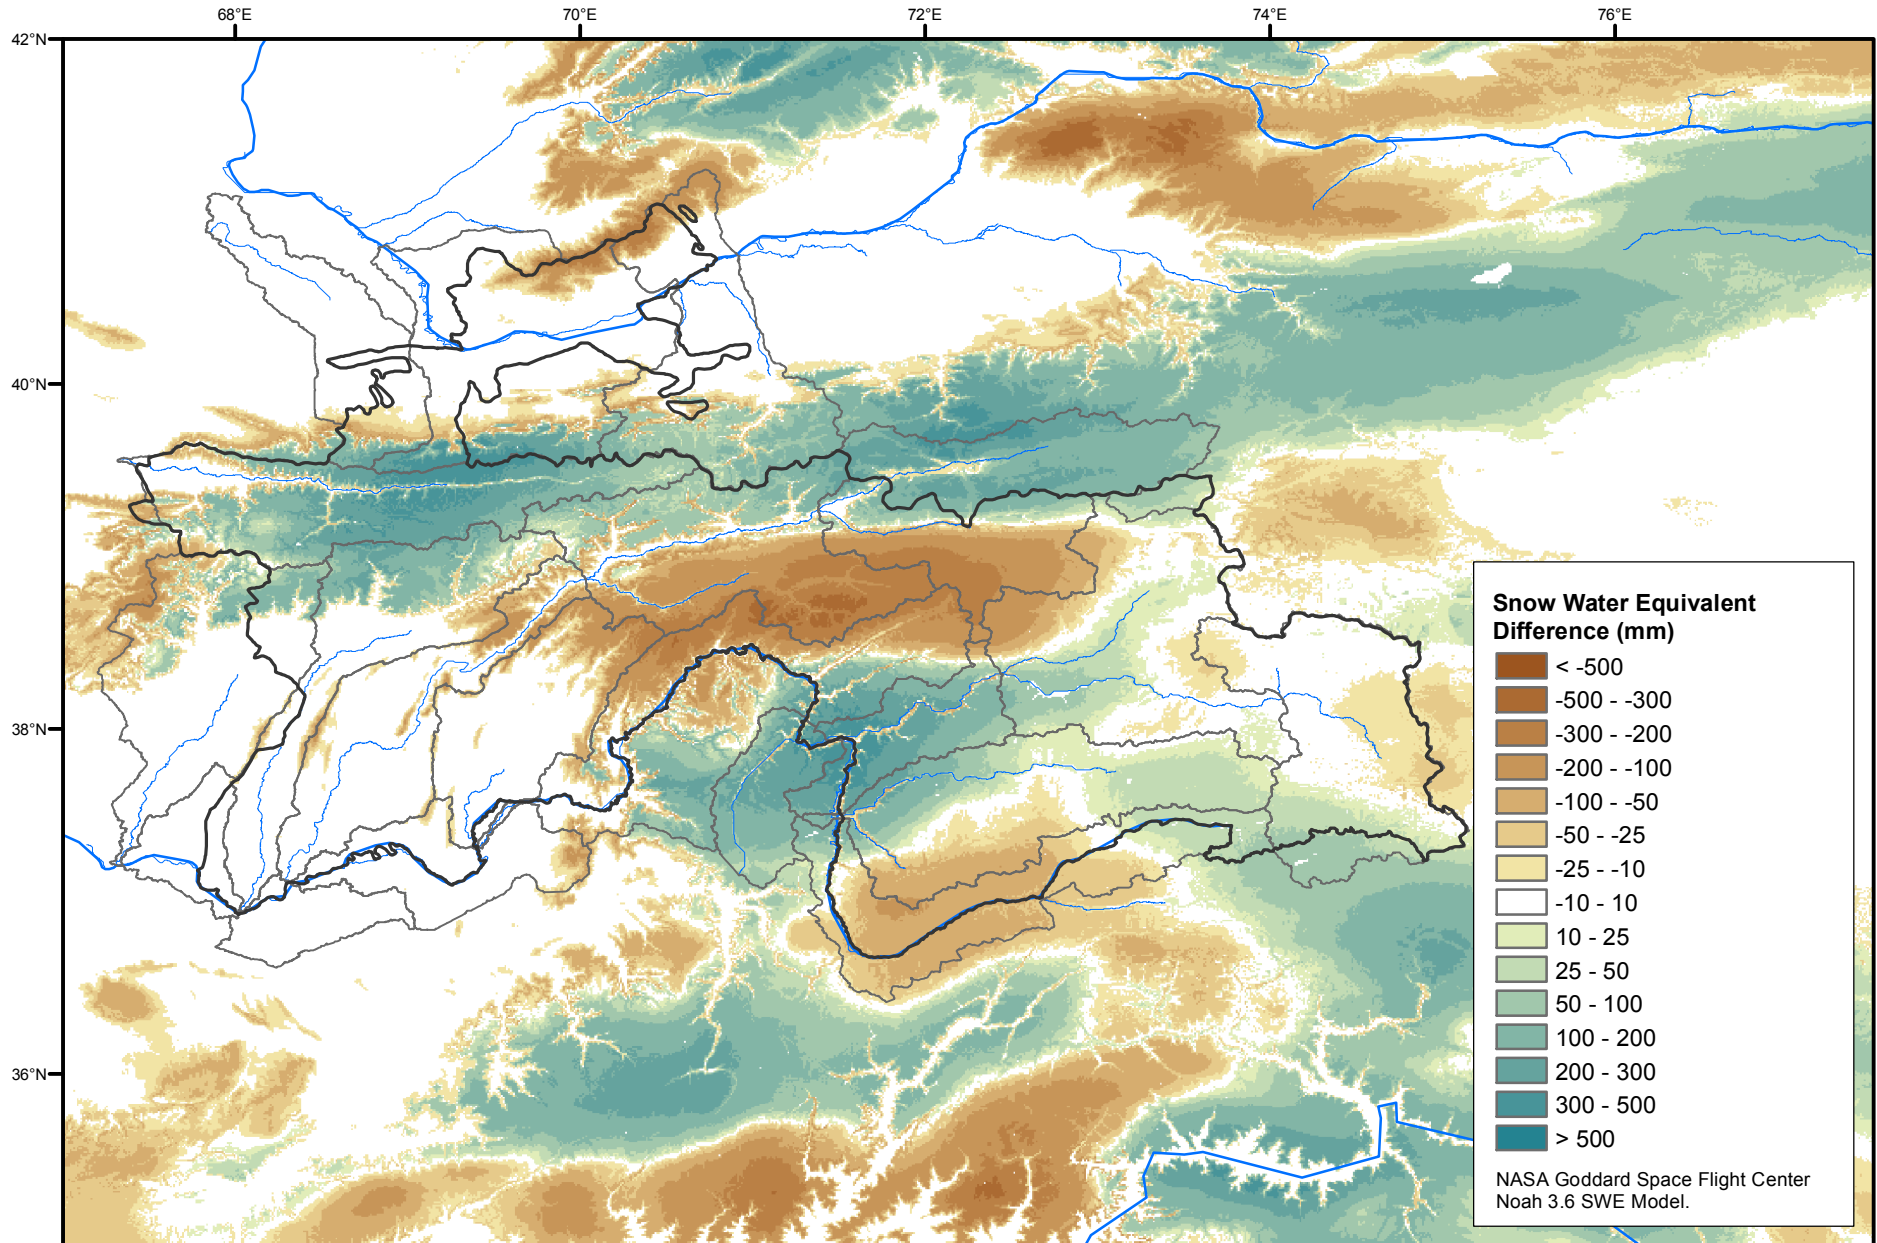 68°E
70°E
72°E
74°E
76°E
42°N
40°N
38°N
36°N
Snow Water Equivalent
Difference (mm)
< -500
-500 - -300
-300 - -200
-200 - -100
-100 - -50
-50 - -25
-25 - -10
-10 - 10
10 - 25
25 - 50
50 - 100
100 - 200
200 - 300
300 - 500
> 500
NASA Goddard Space Flight Center
Noah 3.6 SWE Model.